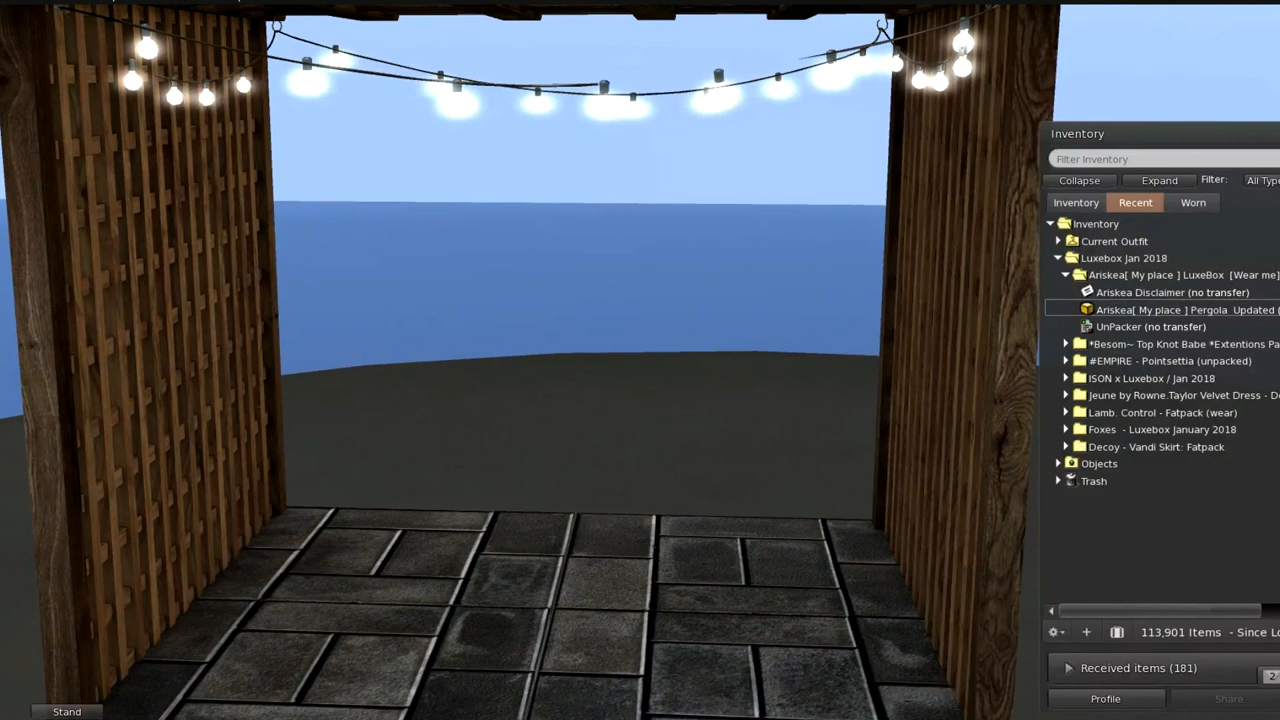 Inventory
Filter Inventory
Collapse Expand Filter: All Typ
Inventory Recent Worn
Inventory
Current Outfit
Luxebox Jan 2018
Ariskea[ My place ] LuxeBox [Wear me]
Ariskea Disclaimer (no transfer)
Ariskea[ My place ] Pergola Updated (
UnPacker (no transfer)
*Besom~ Top Knot Babe *Extentions Pa
#EMPIRE - Pointsettia (unpacked)
ISON x Luxebox / Jan 2018
Jeune by Rowne.Taylor Velvet Dress - D
Lamb. Control - Fatpack (wear)
Foxes - Luxebox January 2018
Decoy - Vandi Skirt: Fatpack
Objects
Trash
113,901 Items - Since Lo
Received items (181)
2
Profile Share
Stand